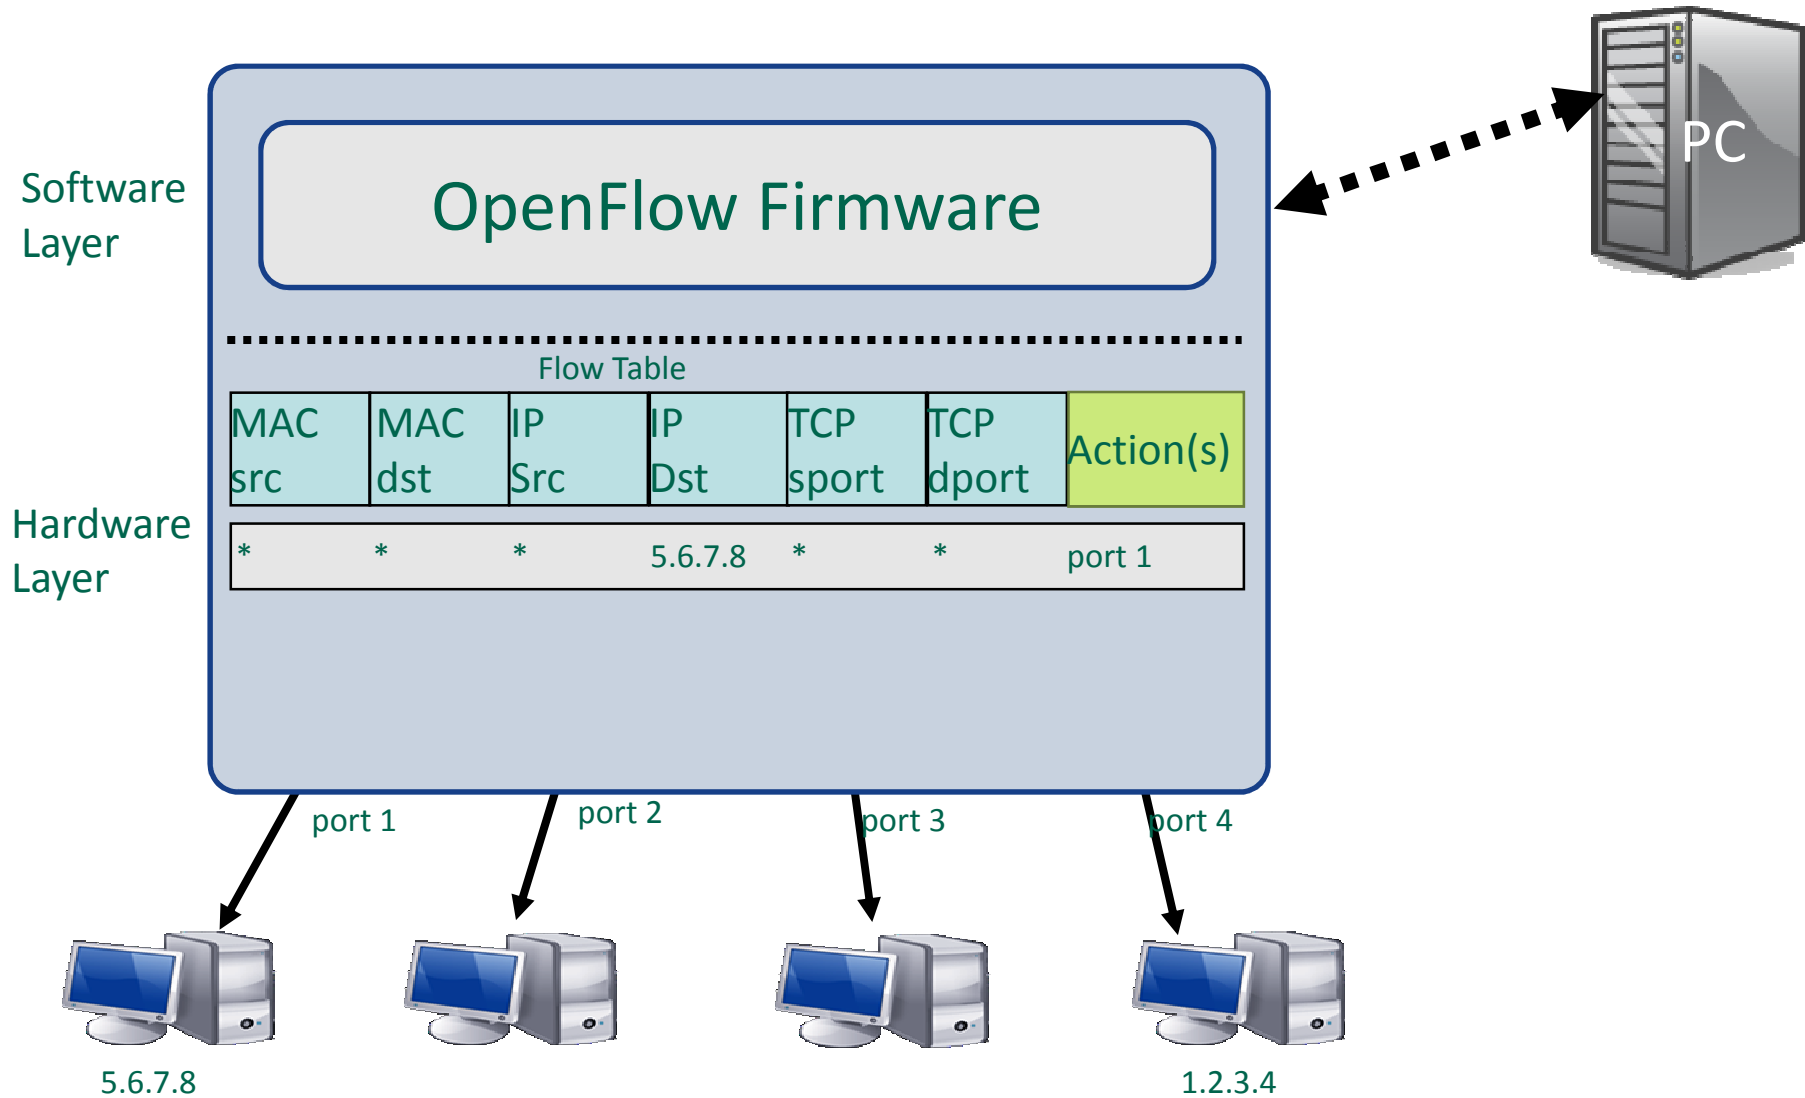 PC
Software
Layer
OpenFlow Firmware
Flow Table
MAC src
MAC dst
IP Src
IP Dst
TCP sport
TCP dport
Action(s)
Hardware
Layer
* * * 5.6.7.8 * * port 1
port 1
port 2
port 3
port 4
5.6.7.8
1.2.3.4